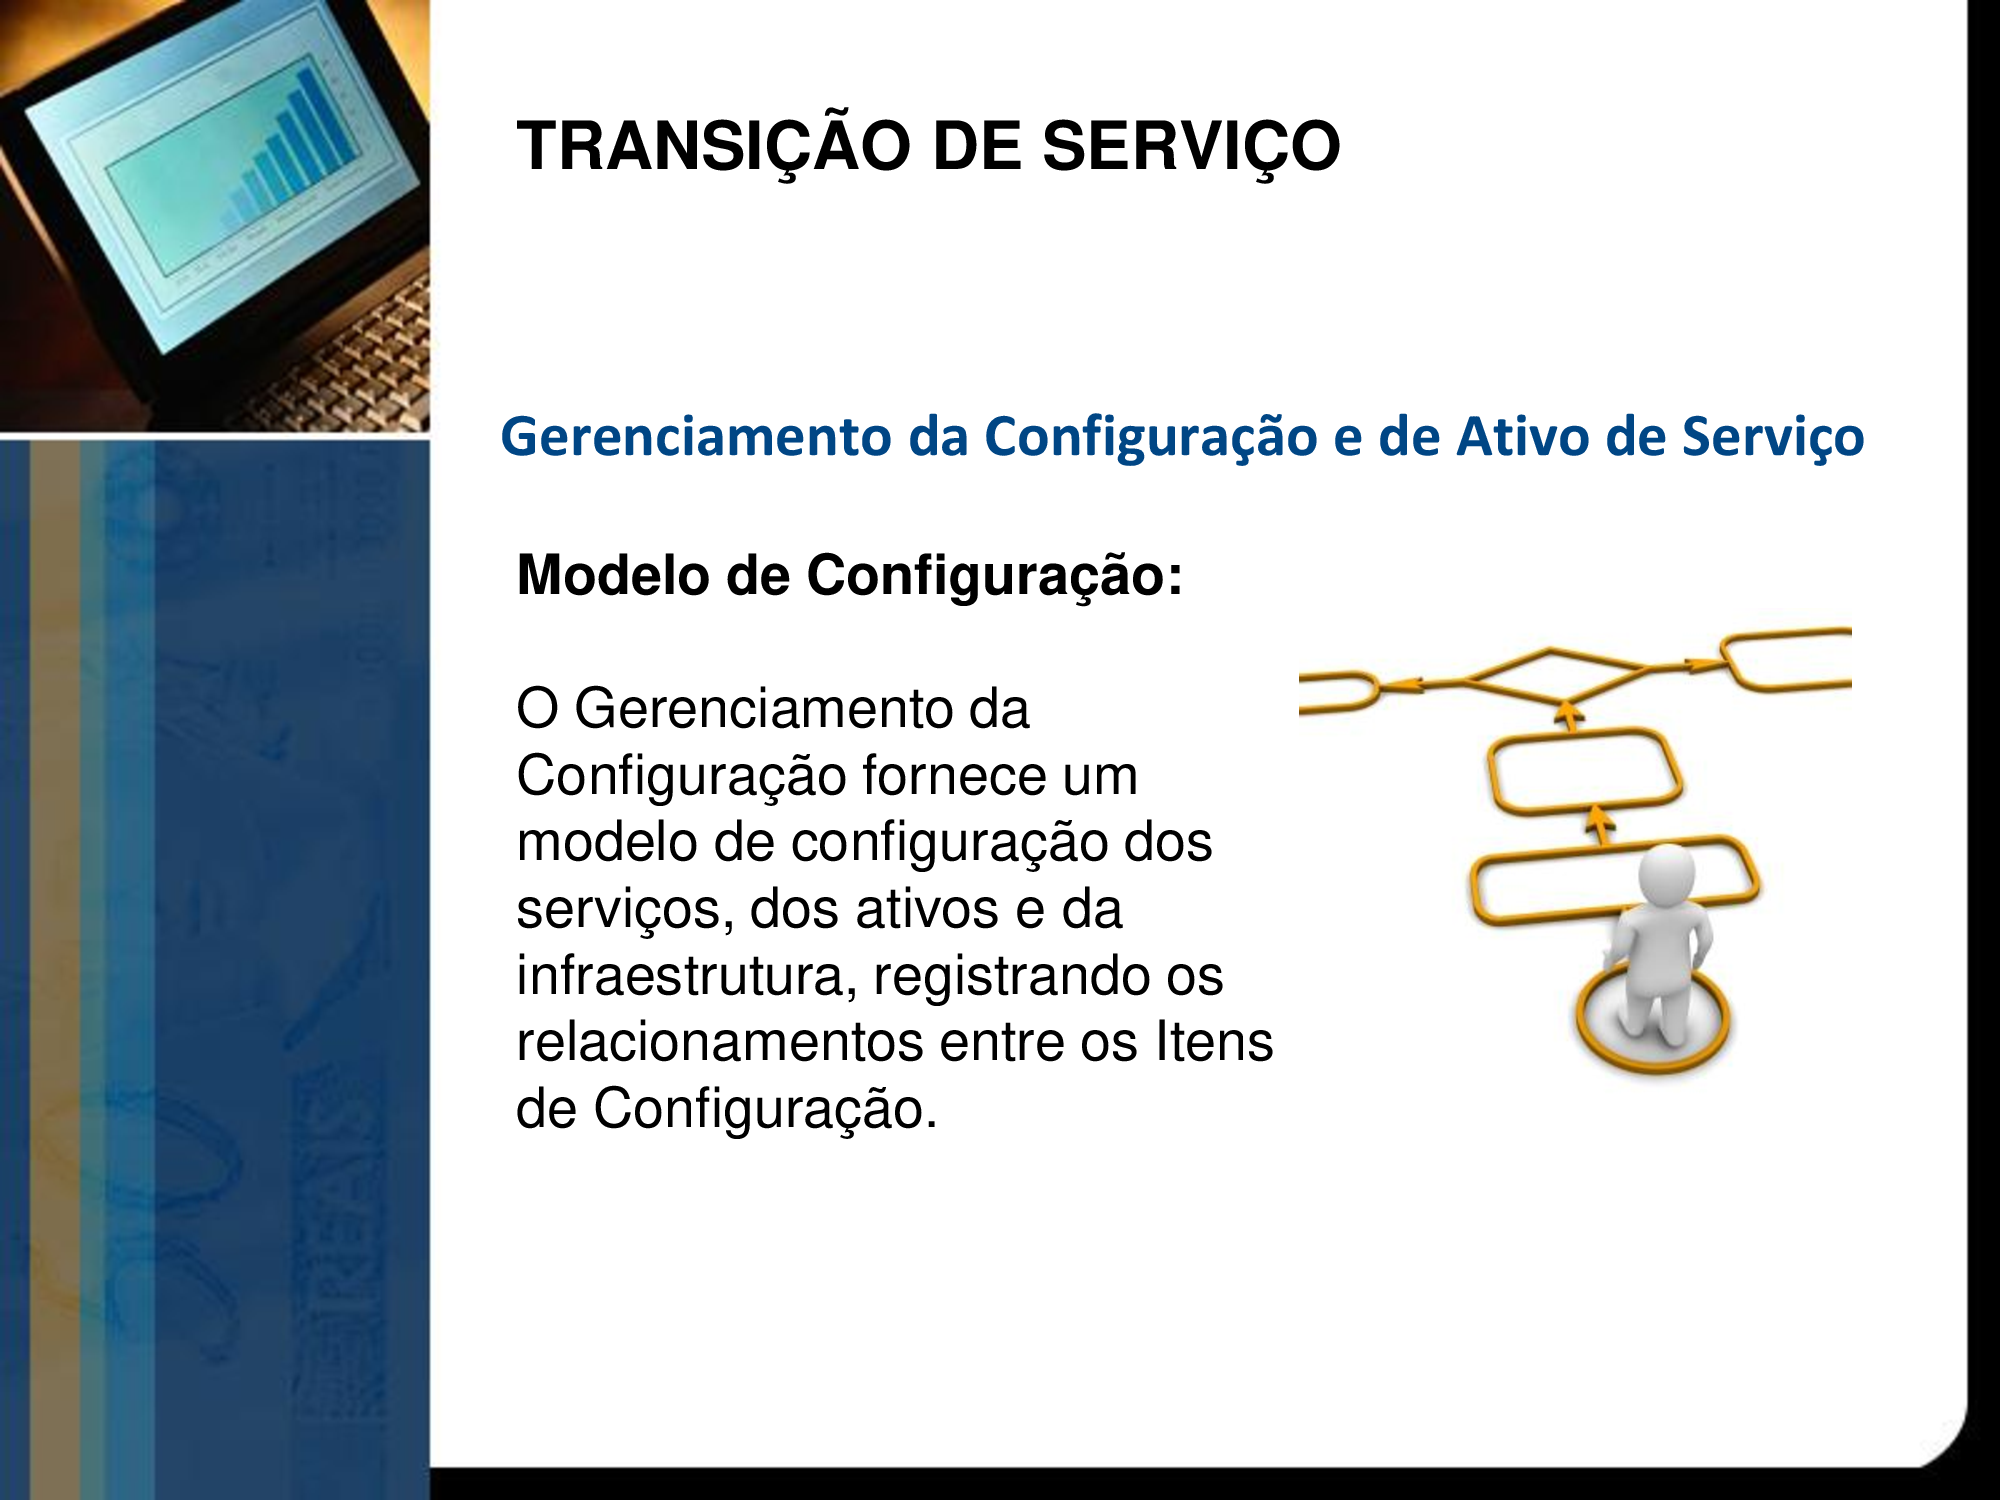 TRANSIÇÃO DE SERVIÇO
Gerenciamento da Configuração e de Ativo de Serviço
Modelo de Configuração:
O Gerenciamento da
Configuração fornece um
modelo de configuração dos
serviços, dos ativos e da
infraestrutura, registrando os
relacionamentos entre os Itens
de Configuração.
REAIS